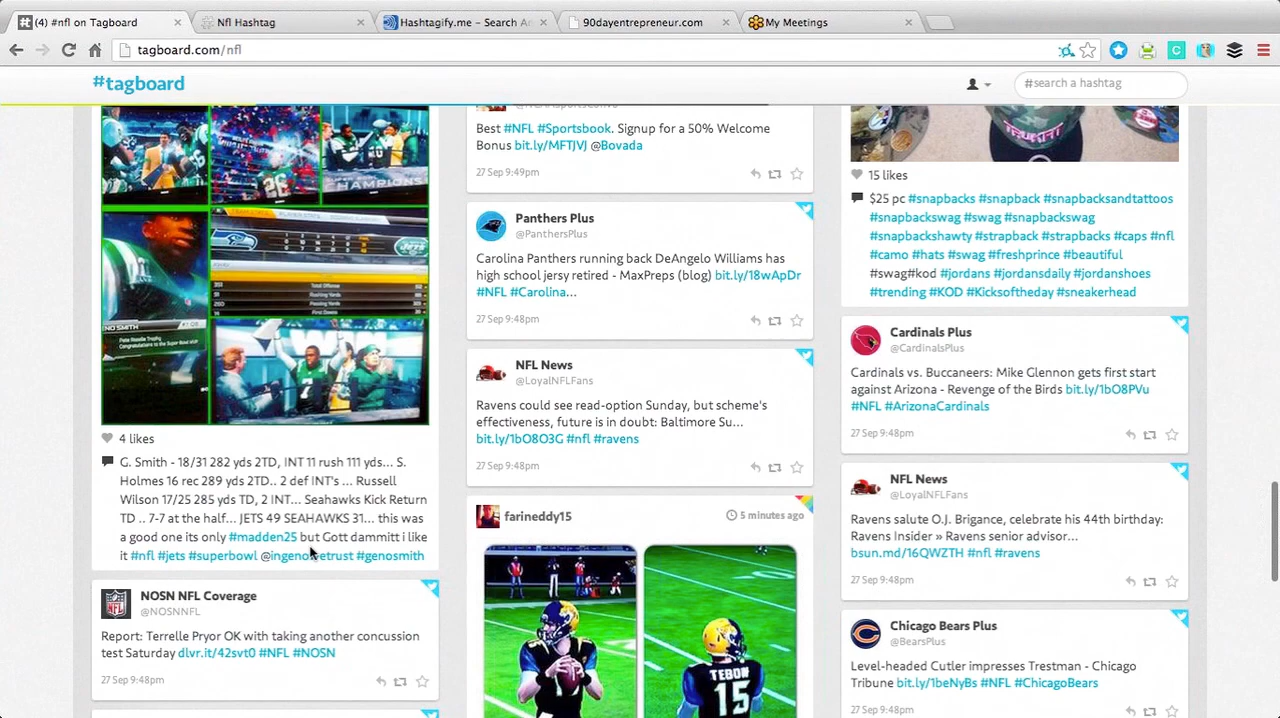 (4) #nfl on Tagboard
Nfl Hashtag
Hashtagify.me - Search An
90dayentrepreneur.com
My Meetings
tagboard.com/nfl
#tagboard
#search a hashtag
CHAMPIONS
NO SMITH
4 likes
G. Smith - 18/31 282 yds 2TD, INT 11 rush 111 yds... S.
Holmes 16 rec 289 yds 2TD.. 2 def INT's ... Russell
Wilson 17/25 285 yds TD, 2 INT... Seahawks Kick Return
TD .. 7-7 at the half... JETS 49 SEAHAWKS 31... this was
a good one its only #madden25 but Gott dammitt i like
it #nfl #jets #superbowl @ingenowetrust #genosmith
NOSN NFL Coverage
@NOSNNFL
Report: Terrelle Pryor OK with taking another concussion
test Saturday dlvr.it/42svt0 #NFL #NOSN
27 Sep 9:48pm
Best #NFL #Sportsbook. Signup for a 50% Welcome
Bonus bit.ly/MFTJVJ @Bovada
27 Sep 9:49pm
Panthers Plus
@PanthersPlus
Carolina Panthers running back DeAngelo Williams has
high school jersy retired - MaxPreps (blog) bit.ly/18wApDr
#NFL #Carolina...
27 Sep 9:48pm
NFL News
@LoyalNFLFans
Ravens could see read-option Sunday, but scheme's
effectiveness, future is in doubt: Baltimore Su...
bit.ly/1bO8O3G #nfl #ravens
27 Sep 9:48pm
farineddy15
5 minutes ago
TEBOW
15
15 likes
$25 pc #snapbacks #snapback #snapbacksandtattoos
#snapbackswag #swag #snapbackswag
#snapbackshawty #strapback #strapbacks #caps #nfl
#camo #hats #swag #freshprince #beautiful
#swag#kod #jordans #jordansdaily #jordanshoes
#trending #KOD #Kicksoftheday #sneakerhead
Cardinals Plus
@CardinalsPlus
Cardinals vs. Buccaneers: Mike Glennon gets first start
against Arizona - Revenge of the Birds bit.ly/1bO8PVu
#NFL #ArizonaCardinals
27 Sep 9:48pm
NFL News
@LoyalNFLFans
Ravens salute O.J. Brigance, celebrate his 44th birthday:
Ravens Insider » Ravens senior advisor...
bsun.md/16QWZTH #nfl #ravens
27 Sep 9:48pm
Chicago Bears Plus
@BearsPlus
Level-headed Cutler impresses Trestman - Chicago
Tribune bit.ly/1beNyBs #NFL #ChicagoBears
27 Sep 9:48pm